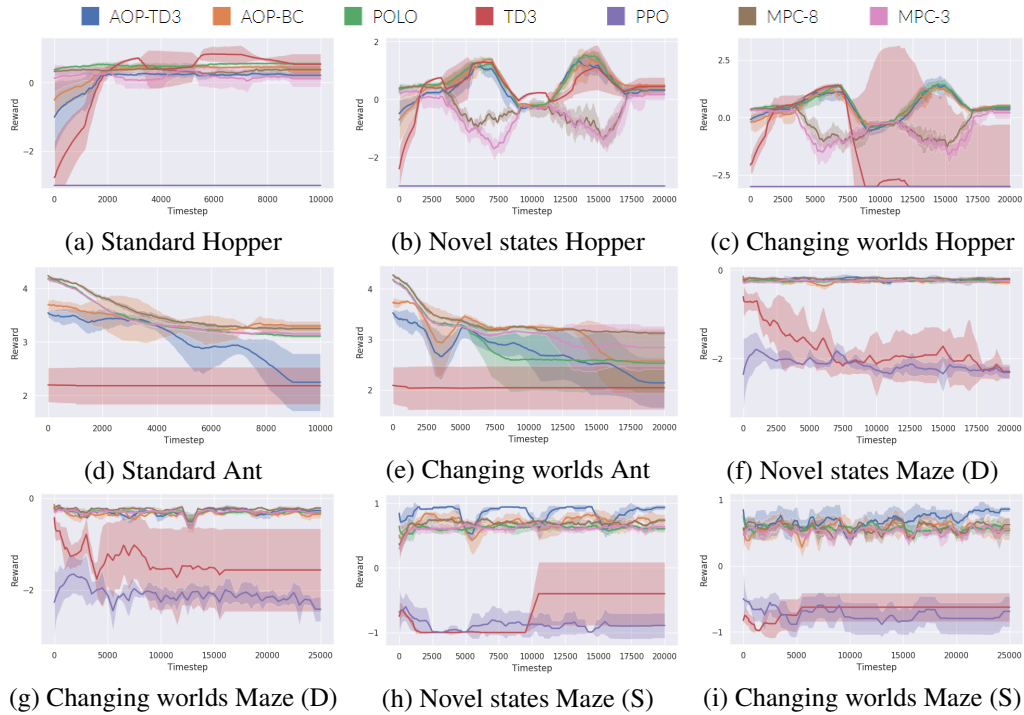 AOP-TD3 AOP-BC POLO TD3 PPO MPC-8 MPC-3
Reward
0
−2
0 2000 4000 6000 8000 10000
Timestep
(a) Standard Hopper
Reward
2
0
−2
0 2500 5000 7500 10000 12500 15000 17500 20000
Timestep
(b) Novel states Hopper
Reward
2.5
0.0
−2.5
0 2500 5000 7500 10000 12500 15000 17500 20000
Timestep
(c) Changing worlds Hopper
Reward
4
3
2
0 2000 4000 6000 8000 10000
Timestep
(d) Standard Ant
Reward
4
3
2
0 2500 5000 7500 10000 12500 15000 17500 20000
Timestep
(e) Changing worlds Ant
Reward
0
−2
0 2500 5000 7500 10000 12500 15000 17500 20000
Timestep
(f) Novel states Maze (D)
Reward
0
−2
0 5000 10000 15000 20000 25000
Timestep
(g) Changing worlds Maze (D)
Reward
1
0
−1
0 2500 5000 7500 10000 12500 15000 17500 20000
Timestep
(h) Novel states Maze (S)
Reward
1
0
−1
0 5000 10000 15000 20000 25000
Timestep
(i) Changing worlds Maze (S)